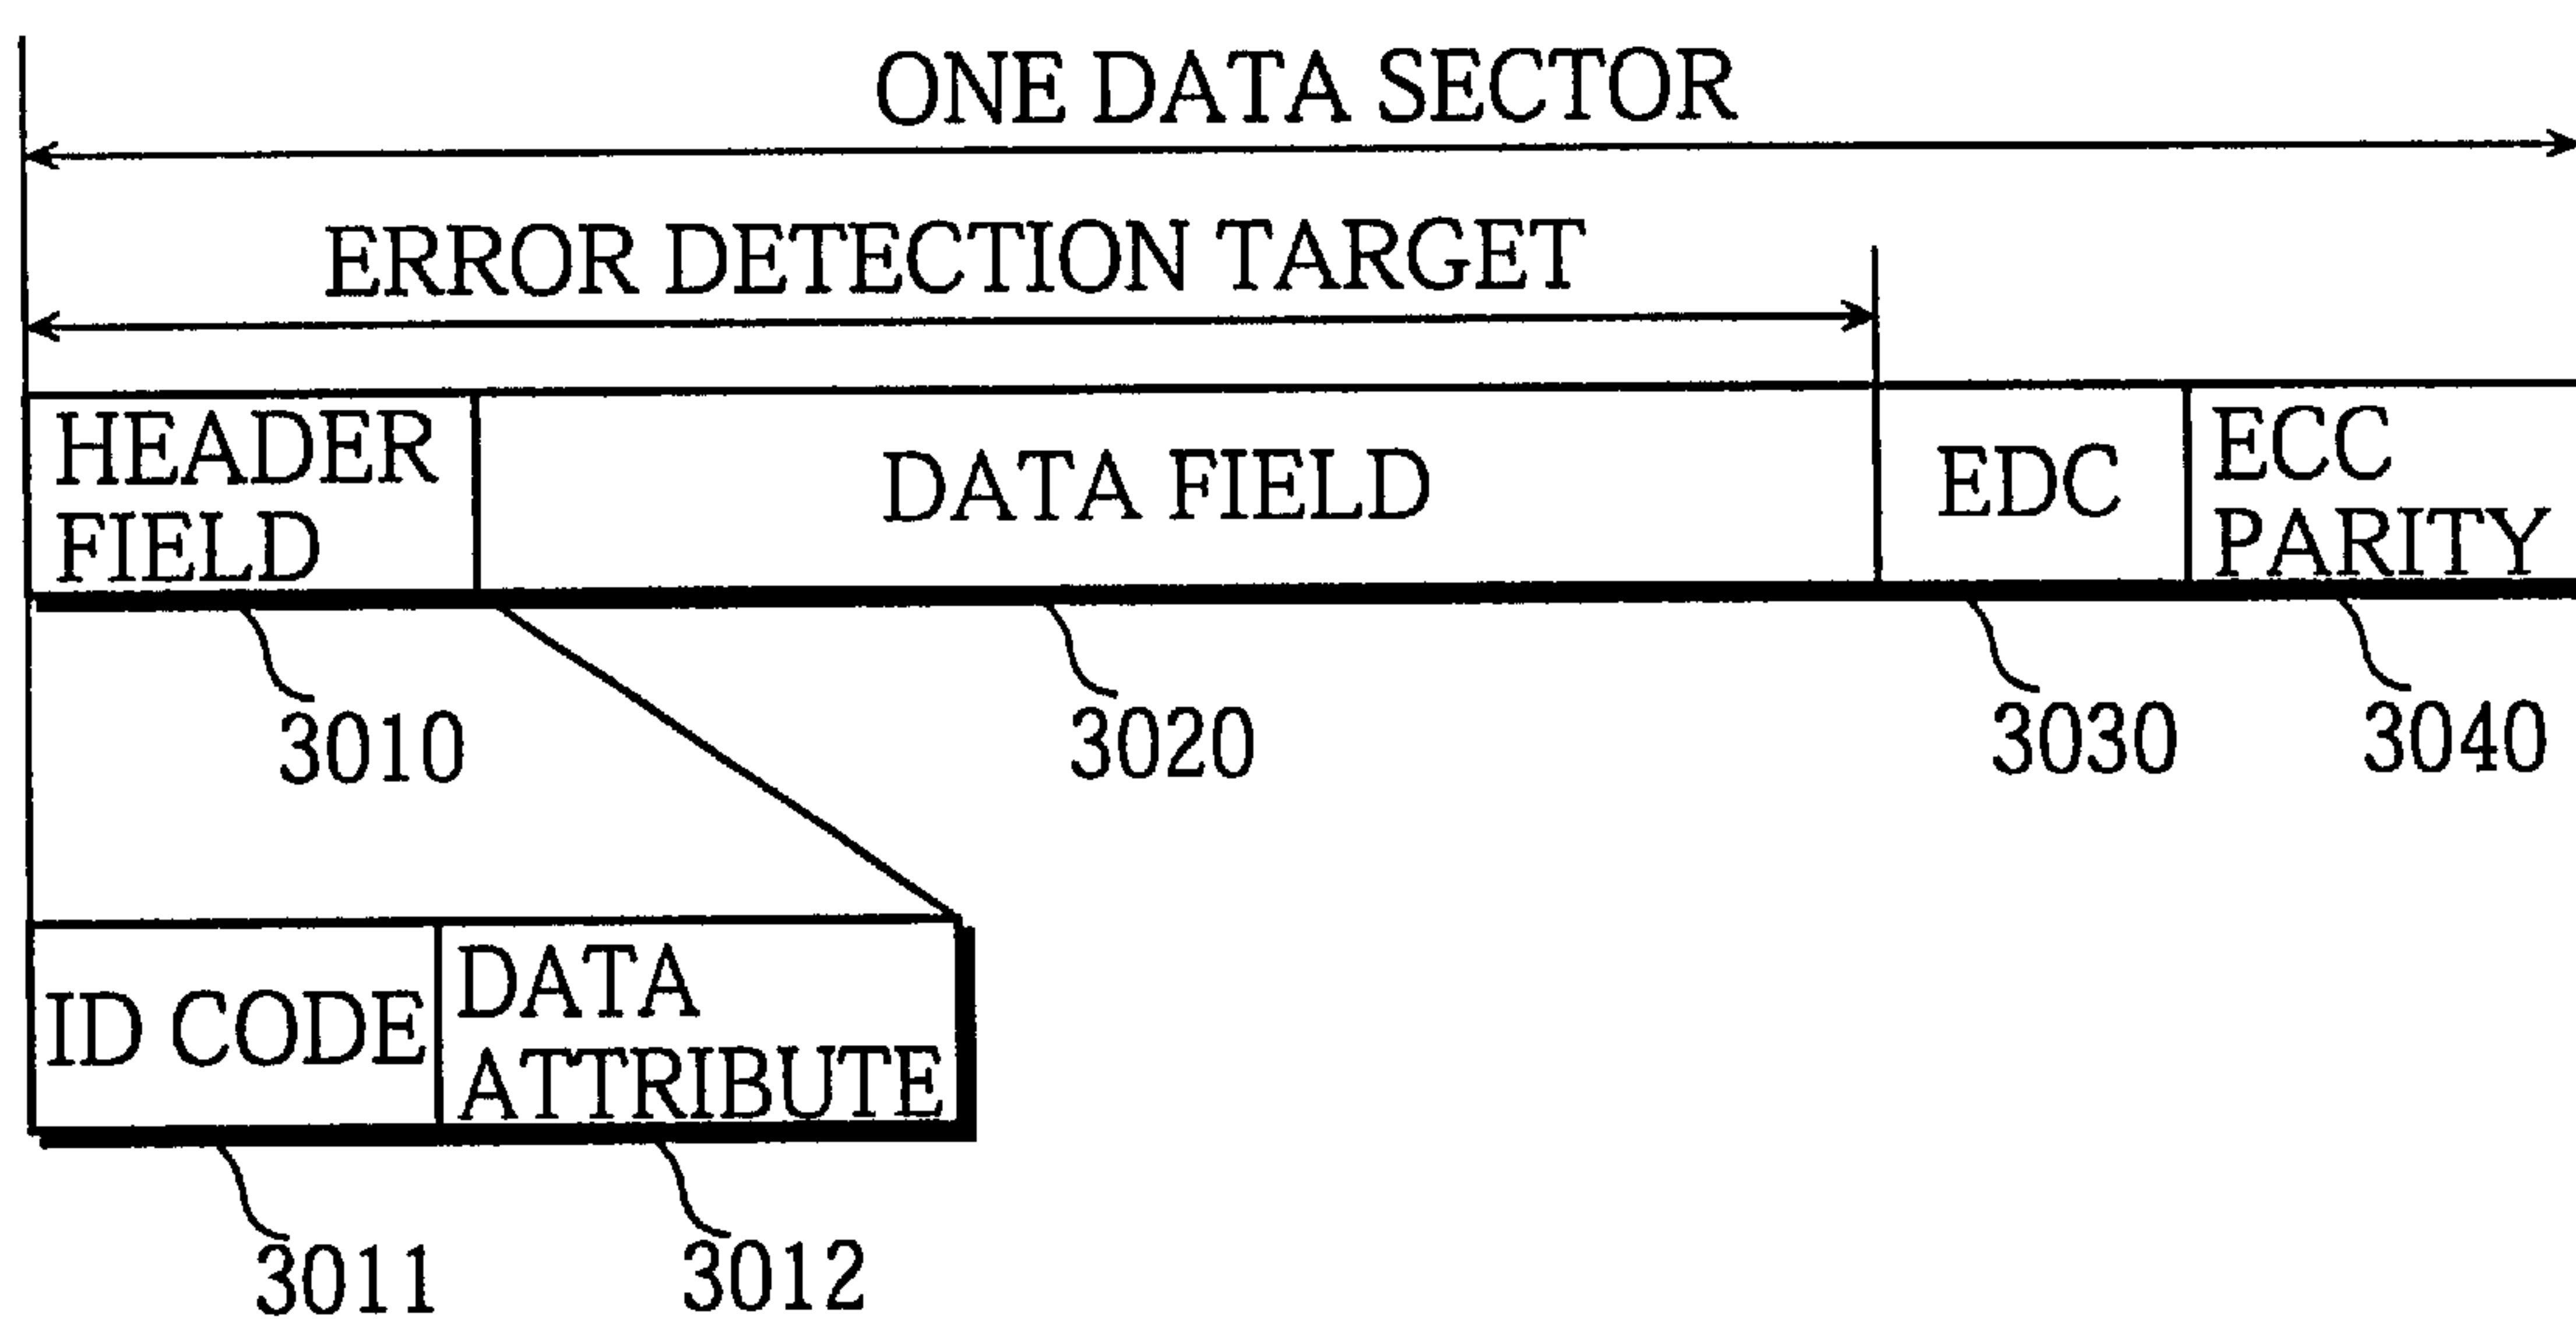 ONE DATA SECTOR
ERROR DETECTION TARGET
HEADER
FIELD
DATA FIELD
EDC
ECC
PARITY
3010
3020
3030
3040
ID CODE
DATA
ATTRIBUTE
3011
3012